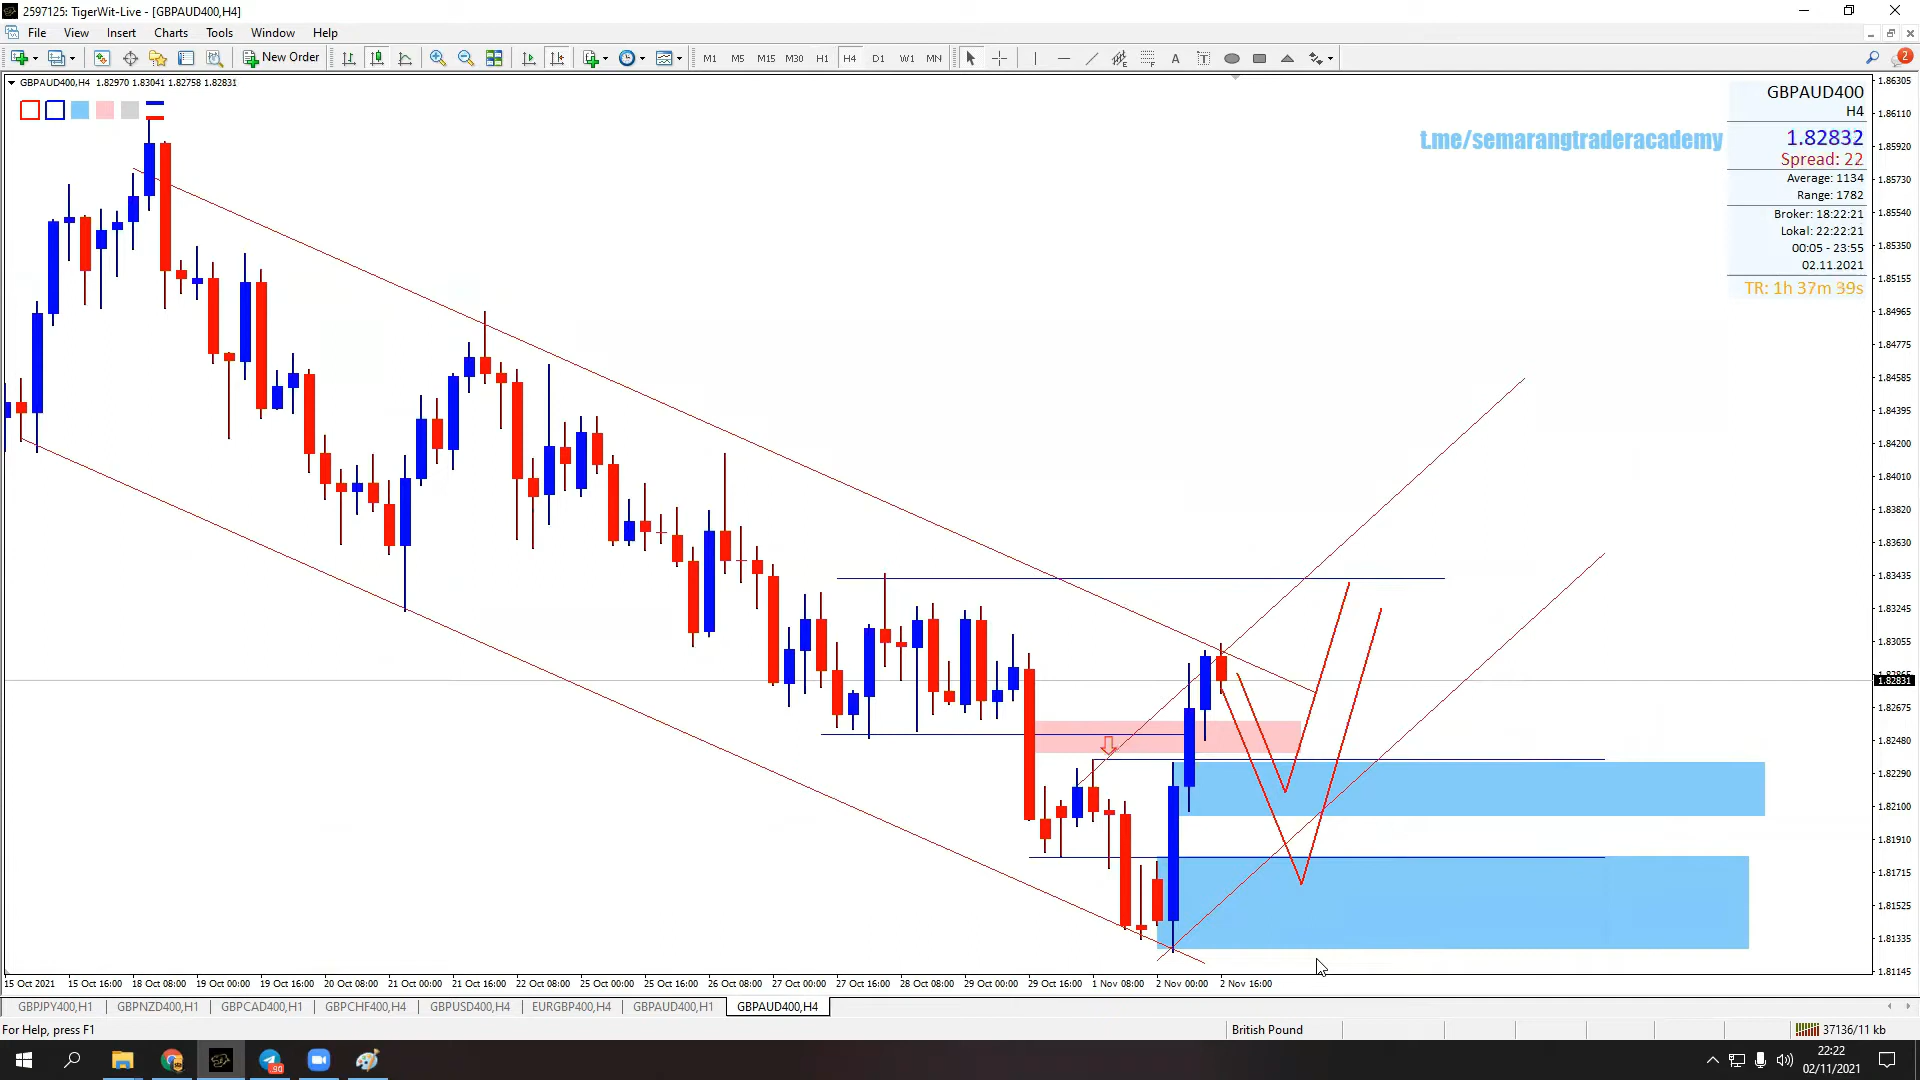 2597125: TigerWit-Live - [GBPAUD400,H4]
File View Insert Charts Tools Window Help
New Order M1 M5 M15 M30 H1 H4 D1 W1 MN A T 2
GBPAUD400,H4 1.82970 1.83041 1.82758 1.82831
GBPAUD400
H4
t.me/semarangtraderacademy
1.82832
Spread: 22
Average: 1134
Range: 1782
Broker: 18:22:21
Lokal: 22:22:21
00:05 - 23:55
02.11.2021
TR: 1h 37m 39s
1.86305
1.86110
1.85920
1.85730
1.85540
1.85350
1.85155
1.84965
1.84775
1.84585
1.84395
1.84200
1.84010
1.83820
1.83630
1.83435
1.83245
1.83055
1.82831
1.82675
1.82480
1.82290
1.82100
1.81910
1.81715
1.81525
1.81335
1.81145
15 Oct 2021 15 Oct 16:00 18 Oct 08:00 19 Oct 00:00 19 Oct 16:00 20 Oct 08:00 21 Oct 00:00 21 Oct 16:00 22 Oct 08:00 25 Oct 00:00 25 Oct 16:00 26 Oct 08:00 27 Oct 00:00 27 Oct 16:00 28 Oct 08:00 29 Oct 00:00 29 Oct 16:00 1 Nov 08:00 2 Nov 00:00 2 Nov 16:00
GBPJPY400,H1 GBPNZD400,H1 GBPCAD400,H1 GBPCHF400,H4 GBPUSD400,H4 EURGBP400,H4 GBPAUD400,H1 GBPAUD400,H4
For Help, press F1 British Pound 37136/11 kb
90
22:22
02/11/2021